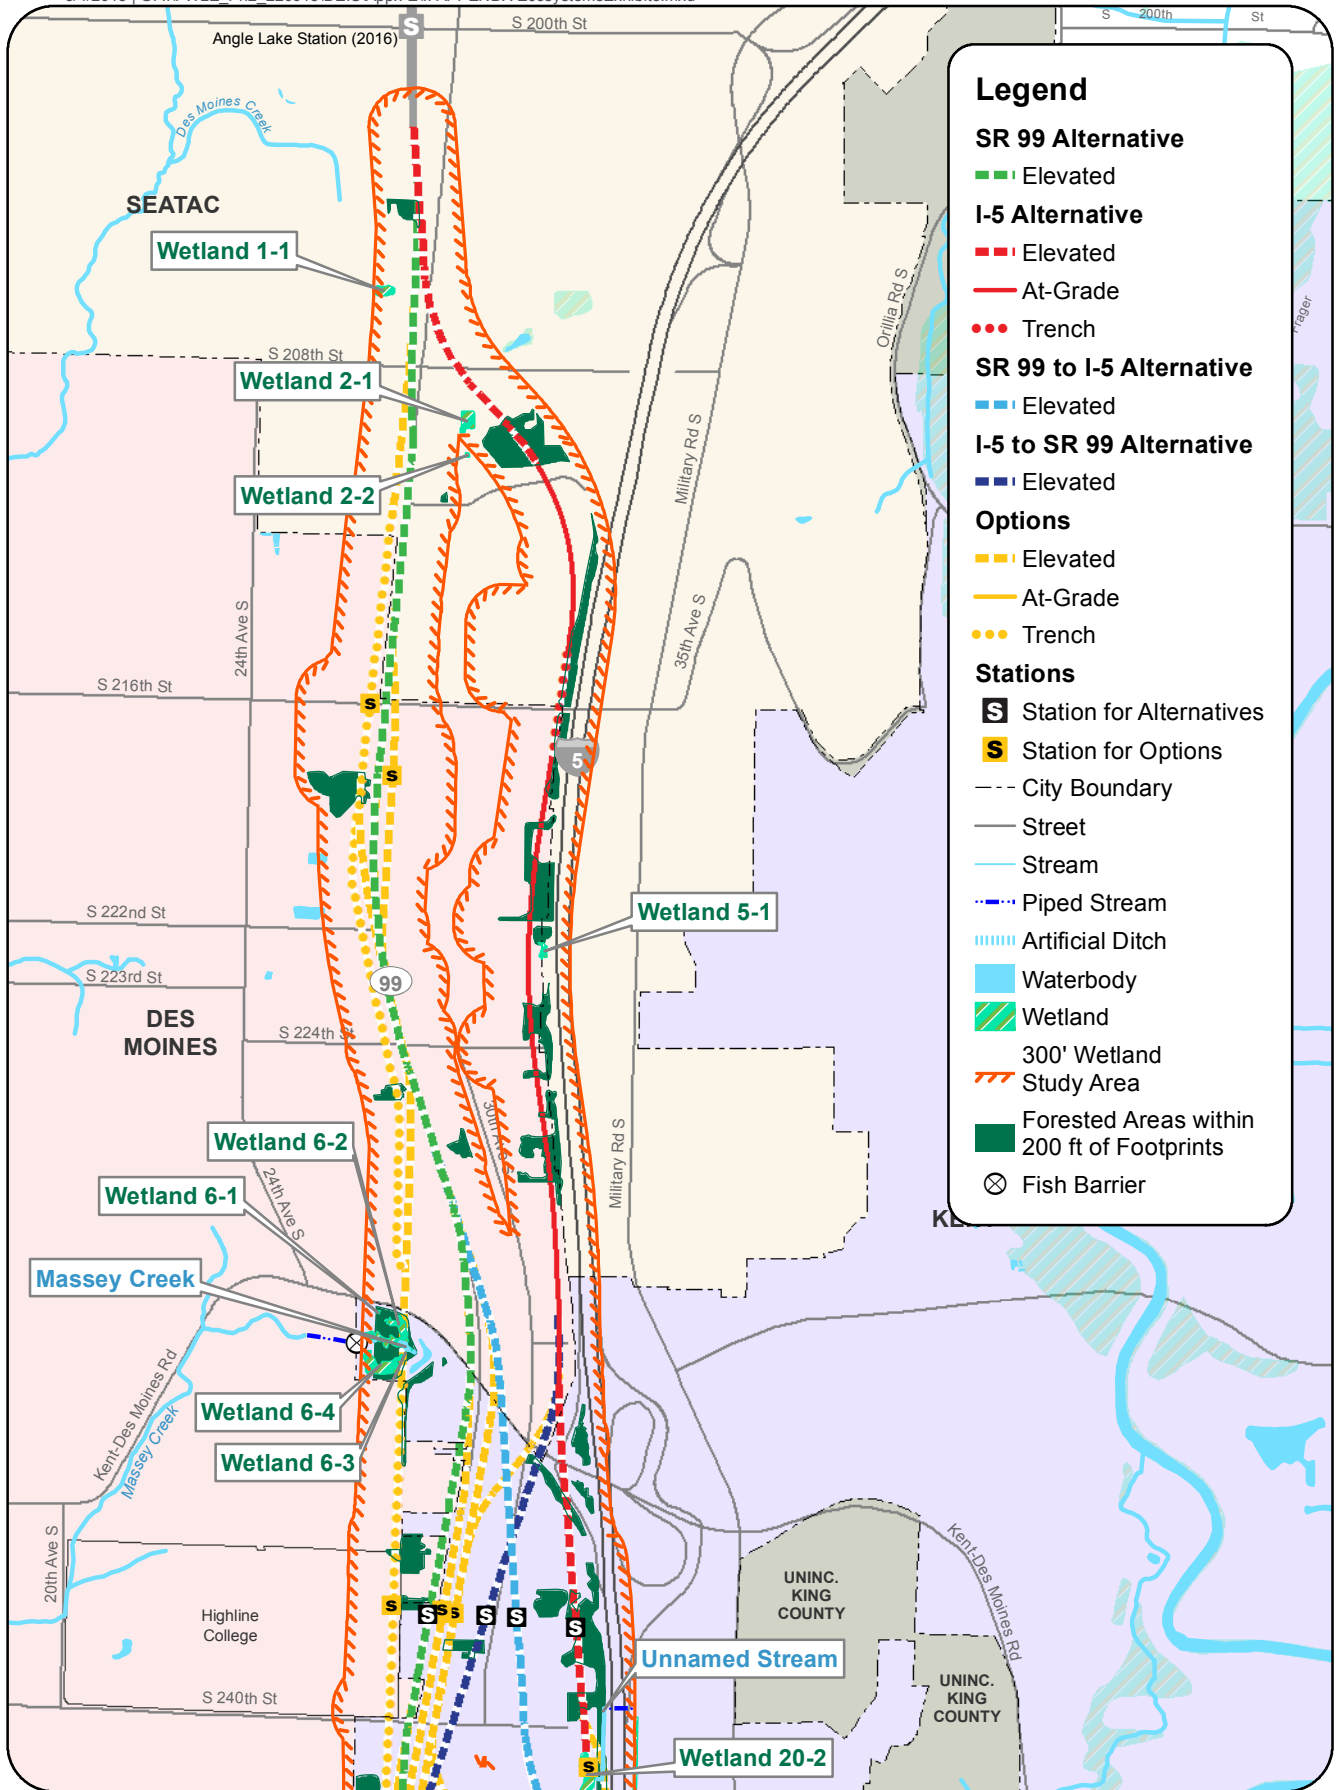 Angle Lake Station (2016)
S
S 200th St
S 200th St
Des Moines Creek
SEATAC
Wetland 1-1
S 208th St
Wetland 2-1
Wetland 2-2
Military Rd S
Orillia Rd S
24th Ave S
35th Ave S
S 216th St
S
S
5
S 222nd St
Wetland 5-1
S 223rd St
99
DES
MOINES
S 224th St
30th Ave S
Military Rd S
Wetland 6-2
Wetland 6-1
24th Ave S
Massey Creek
Kent-Des Moines Rd
Massey Creek
Wetland 6-4
Wetland 6-3
20th Ave S
Highline
College
S
S
S
S
S
S
S
UNINC.
KING
COUNTY
Kent-Des Moines Rd
Unnamed Stream
UNINC.
KING
COUNTY
S 240th St
Wetland 20-2
S
Legend
SR 99 Alternative
Elevated
I-5 Alternative
Elevated
At-Grade
Trench
SR 99 to I-5 Alternative
Elevated
I-5 to SR 99 Alternative
Elevated
Options
Elevated
At-Grade
Trench
Stations
S Station for Alternatives
S Station for Options
City Boundary
Street
Stream
Piped Stream
Artificial Ditch
Waterbody
Wetland
300' Wetland
Study Area
Forested Areas within
200 ft of Footprints
Fish Barrier